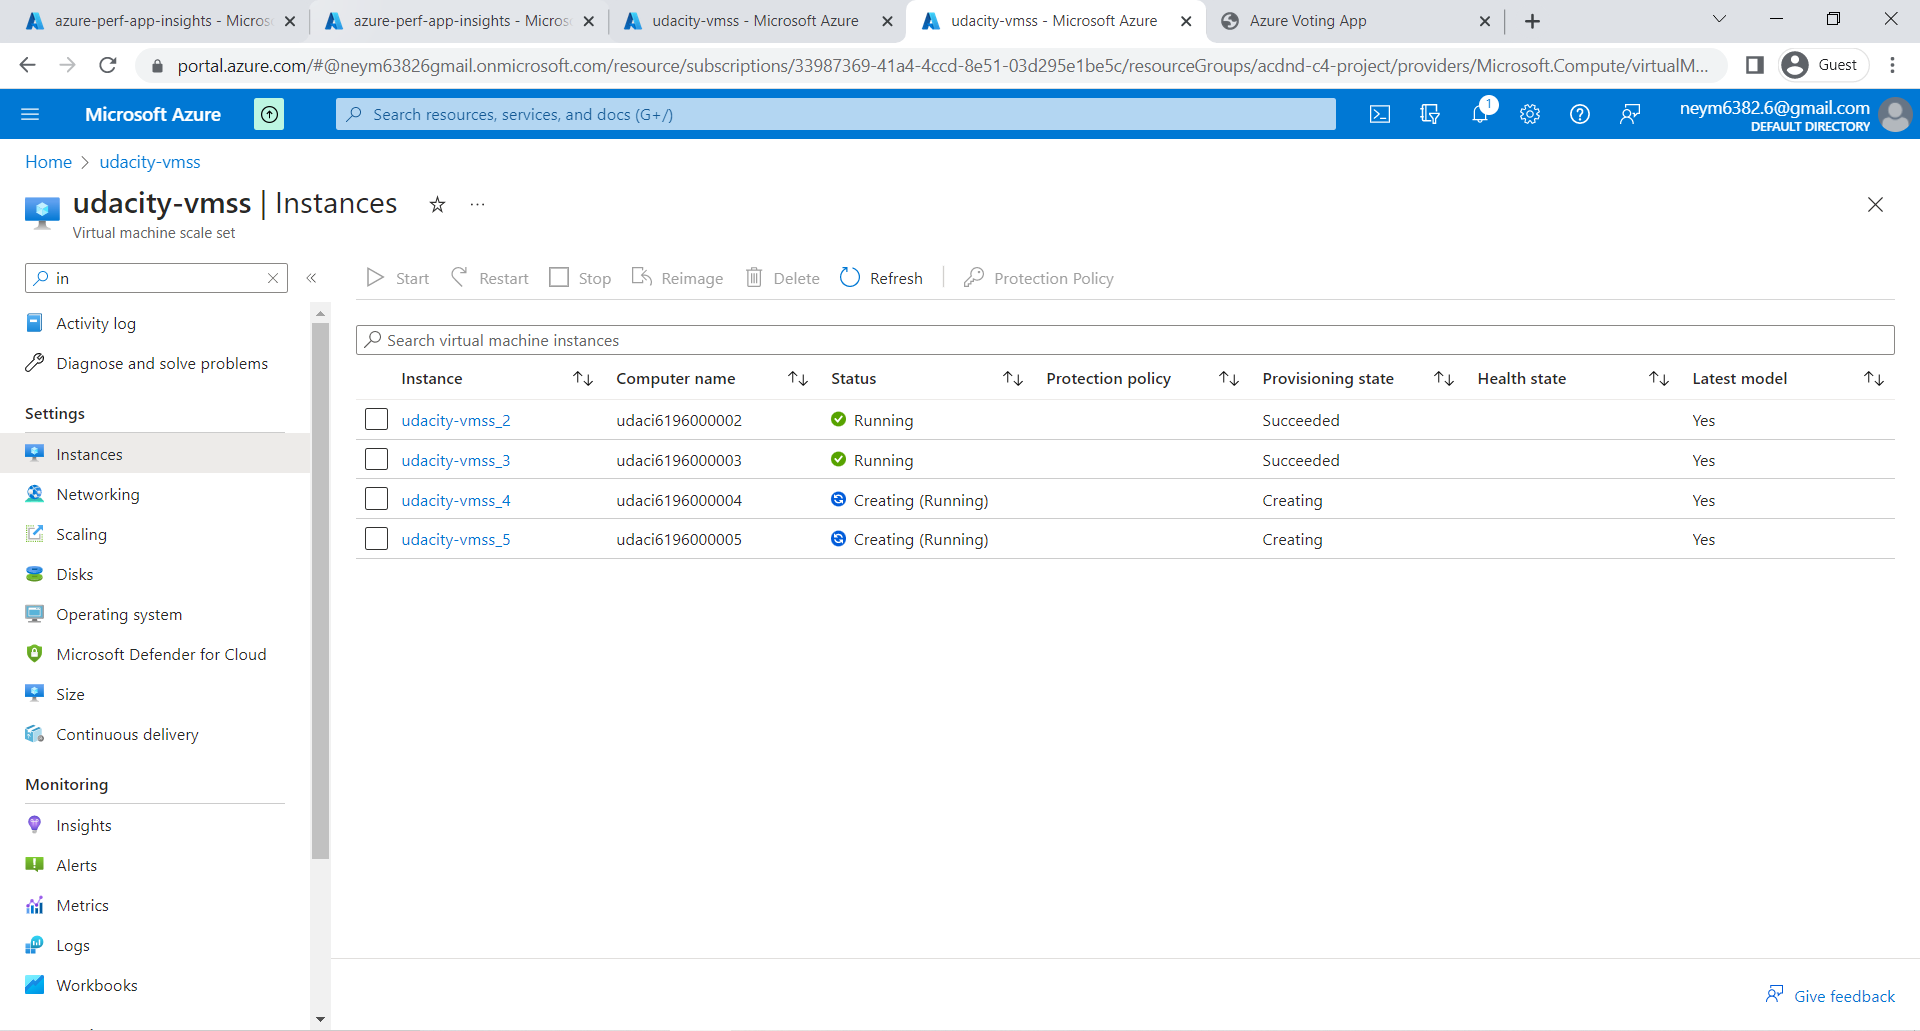 azure-perf-app-insights - Micros
azure-perf-app-insights - Micros
udacity-vmss - Microsoft Azure
udacity-vmss - Microsoft Azure
Azure Voting App
portal.azure.com/#@neym63826gmail.onmicrosoft.com/resource/subscriptions/33987369-41a4-4ccd-8e51-03d295e1be5c/resourceGroups/acdnd-c4-project/providers/Microsoft.Compute/virtualM...
Guest
Microsoft Azure
Search resources, services, and docs (G+/)
1
neym6382.6@gmail.com
DEFAULT DIRECTORY
Home > udacity-vmss
udacity-vmss | Instances
Virtual machine scale set
in
Start
Restart
Stop
Reimage
Delete
Refresh
Protection Policy
Activity log
Diagnose and solve problems
Settings
Instances
Networking
Scaling
Disks
Operating system
Microsoft Defender for Cloud
Size
Continuous delivery
Monitoring
Insights
Alerts
Metrics
Logs
Workbooks
Search virtual machine instances
Instance Computer name Status Protection policy Provisioning state Health state Latest model
udacity-vmss_2 udaci6196000002 Running Succeeded Yes
udacity-vmss_3 udaci6196000003 Running Succeeded Yes
udacity-vmss_4 udaci6196000004 Creating (Running) Creating Yes
udacity-vmss_5 udaci6196000005 Creating (Running) Creating Yes
Give feedback